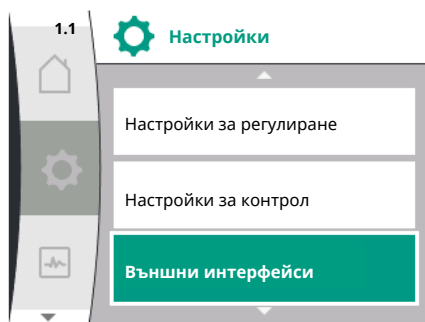 1.1
Настройки
Настройки за регулиране
Настройки за контрол
Външни интерфейси